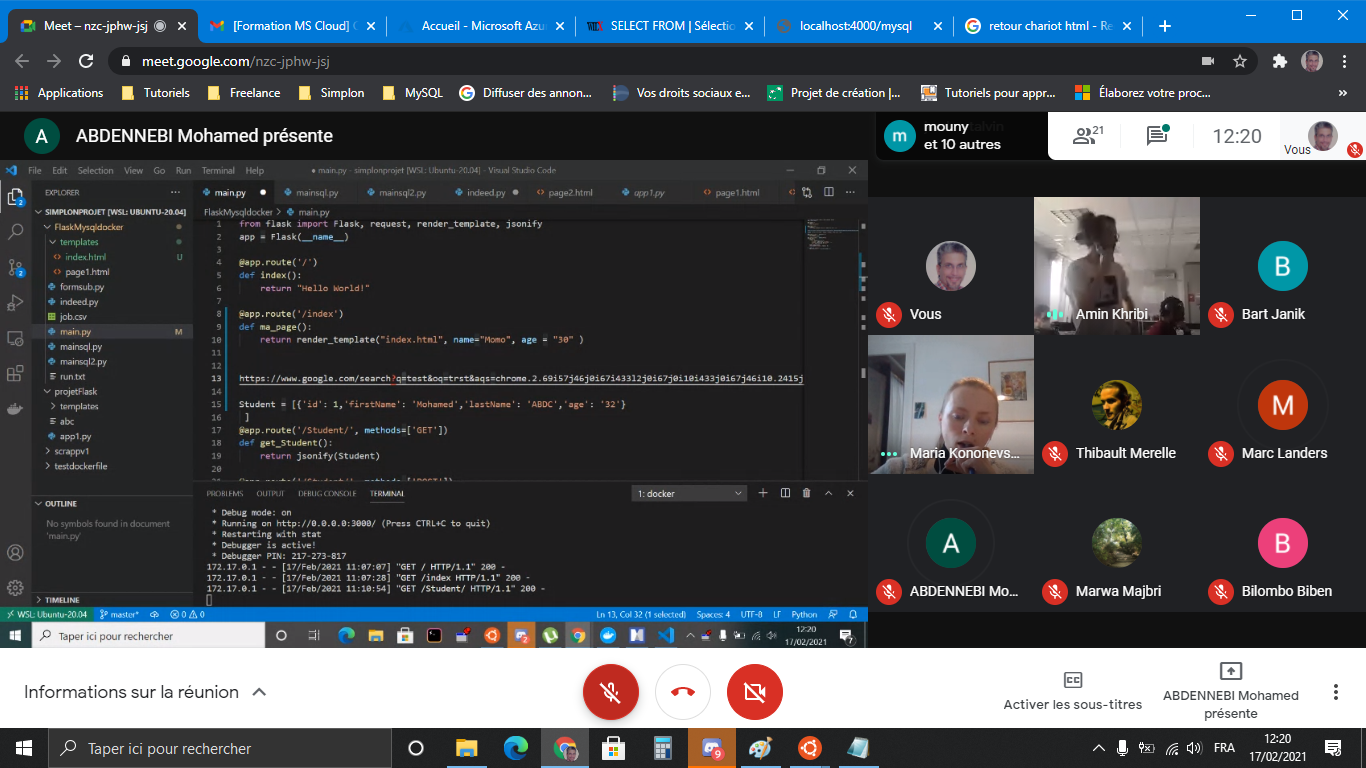 Meet – nzc-jphw-jsj
[Formation MS Cloud]
Accueil - Microsoft Azu
SELECT FROM | Sélectio
localhost:4000/mysql
retour chariot html - Re
meet.google.com/nzc-jphw-jsj
Applications
Tutoriels
Freelance
Simplon
MySQL
Diffuser des annon...
Vos droits sociaux e...
Projet de création |...
Tutoriels pour appr...
Élaborez votre proc...
»
A
ABDENNEBI Mohamed présente
m
mouny
et 10 autres
21
12:20
Vous
File Edit Selection View Go Run Terminal Help
● main.py - simplonprojet [WSL: Ubuntu-20.04] - Visual Studio Code
EXPLORER
main.py
mainsql.py
mainsql2.py
indeed.py
page2.html
app1.py
page1.html
SIMPLONPROJET [WSL: UBUNTU-20.04]
FlaskMysqldocker
templates
index.html U
page1.html
formsub.py
indeed.py
job.csv
main.py M
mainsql.py
mainsql2.py
run.txt
projetFlask
templates
abc
app1.py
scrappv1
testdockerfile
OUTLINE
No symbols found in document
'main.py'
TIMELINE
FlaskMysqldocker > main.py
1 from flask import Flask, request, render_template, jsonify
2 app = Flask(__name__)
3
4 @app.route('/')
5 def index():
6 return "Hello World!"
7
8 @app.route('/index')
9 def ma_page():
10 return render_template("index.html", name="Momo", age = "30" )
11
12
13 https://www.google.com/search?q=test&oq=trst&aqs=chrome.2.69i57j46j0i67i433l2j0i67j0i10i433j0i67j46i10.2415j
14
15 Student = [{'id': 1,'firstName': 'Mohamed','lastName': 'ABDC','age': '32'}
16 ]
17 @app.route('/Student/', methods=['GET'])
18 def get_Student():
19 return jsonify(Student)
20
PROBLEMS OUTPUT DEBUG CONSOLE TERMINAL
1: docker
* Debug mode: on
* Running on http://0.0.0.0:3000/ (Press CTRL+C to quit)
* Restarting with stat
* Debugger is active!
* Debugger PIN: 217-273-817
172.17.0.1 - - [17/Feb/2021 11:07:07] "GET / HTTP/1.1" 200 -
172.17.0.1 - - [17/Feb/2021 11:07:28] "GET /index HTTP/1.1" 200 -
172.17.0.1 - - [17/Feb/2021 11:10:54] "GET /Student/ HTTP/1.1" 200 -
WSL: Ubuntu-20.04
master*
0 0
Ln 13, Col 32 (1 selected)
Spaces: 4
UTF-8
LF
Python
Taper ici pour rechercher
12:20
17/02/2021
Vous
Amin Khribi
B
Bart Janik
Maria Kononevs...
Thibault Merelle
M
Marc Landers
A
ABDENNEBI Mo...
Marwa Majbri
B
Bilombo Biben
Informations sur la réunion
Activer les sous-titres
ABDENNEBI Mohamed
présente
Taper ici pour rechercher
9
FRA
12:20
17/02/2021